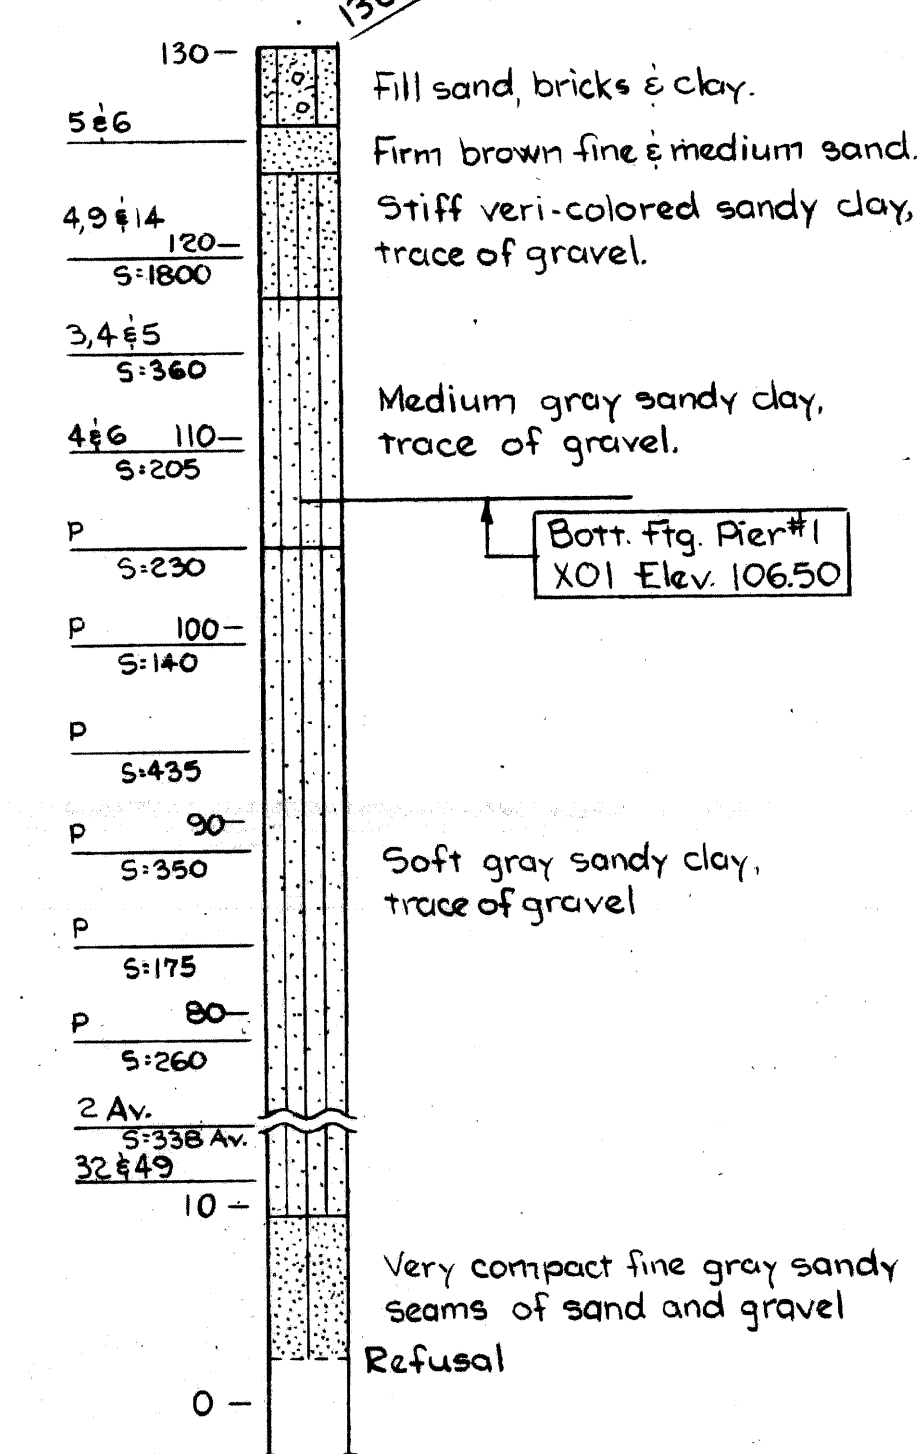 130
130—
Fill sand, bricks & clay.
5 & 6
Firm brown fine & medium sand.
Stiff veri-colored sandy clay,
trace of gravel.
4,9 & 14
120—
S=1800
3,4 & 5
S=360
Medium gray sandy clay,
trace of gravel.
4 & 6 110—
S=205
P
S=230
Bott. Ftg. Pier #1
XO1 Elev. 106.50
P 100—
S=140
P
S=435
P 90—
S=350
Soft gray sandy clay,
trace of gravel
P
S=175
P 80—
S=260
2 Av.
S=338 Av.
32 & 49
10 —
Very compact fine gray sandy
seams of sand and gravel
Refusal
0 —